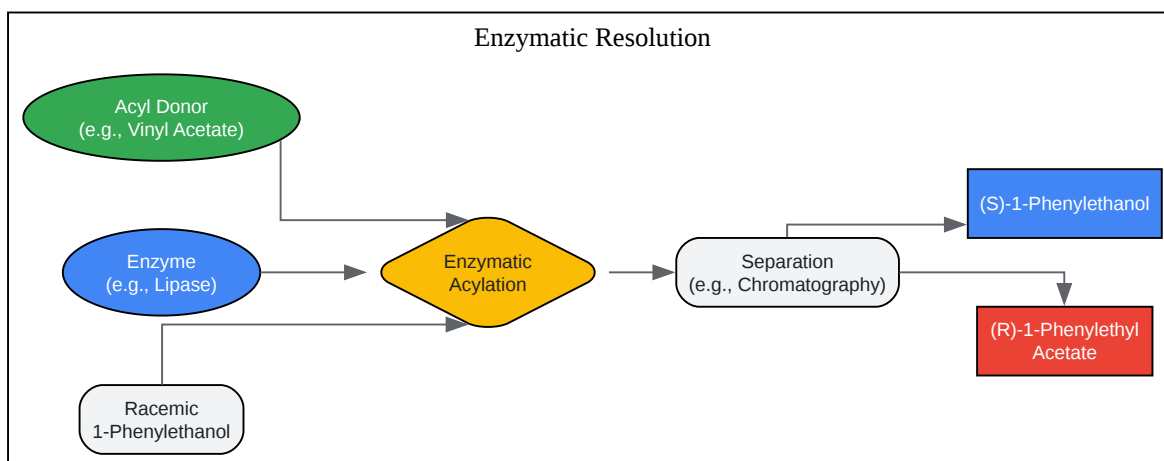 Enzymatic Resolution
Acyl Donor
(e.g., Vinyl Acetate)
Enzyme
(e.g., Lipase)
Racemic
1-Phenylethanol
Enzymatic
Acylation
Separation
(e.g., Chromatography)
(S)-1-Phenylethanol
(R)-1-Phenylethyl
Acetate